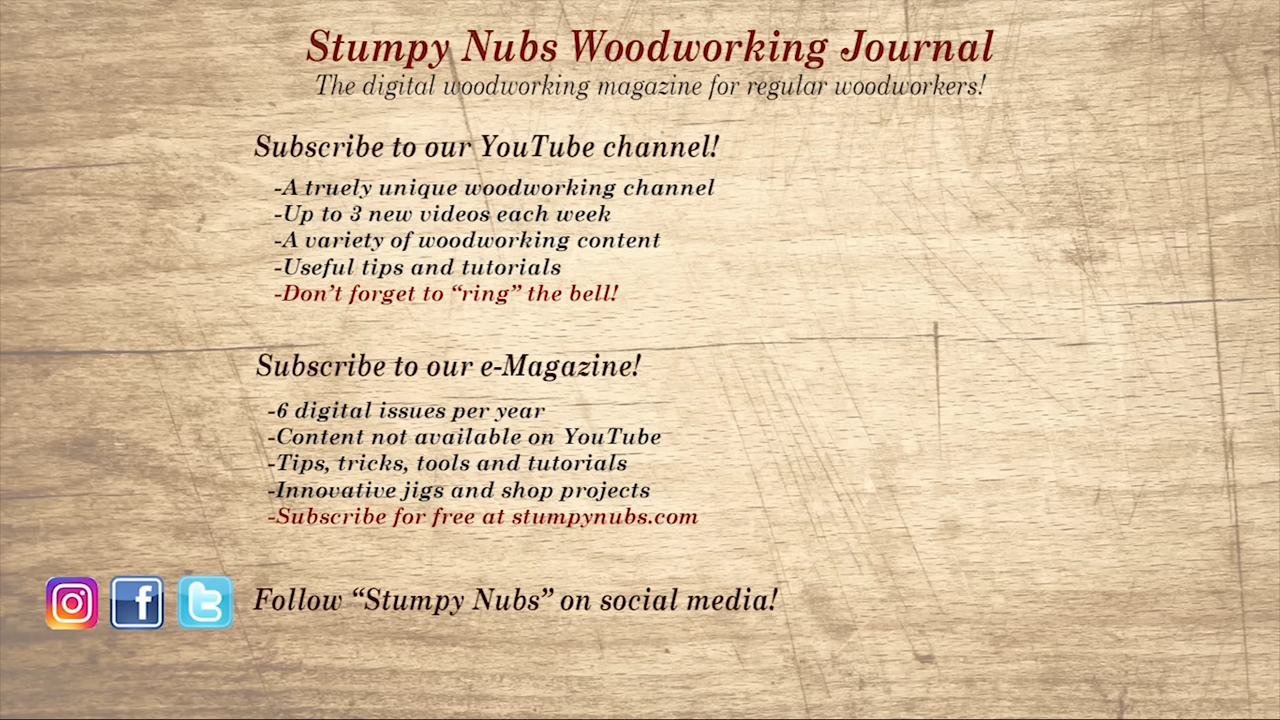 Stumpy Nubs Woodworking Journal
The digital woodworking magazine for regular woodworkers!
Subscribe to our YouTube channel!
-A truely unique woodworking channel
-Up to 3 new videos each week
-A variety of woodworking content
-Useful tips and tutorials
-Don’t forget to “ring” the bell!
Subscribe to our e-Magazine!
-6 digital issues per year
-Content not available on YouTube
-Tips, tricks, tools and tutorials
-Innovative jigs and shop projects
-Subscribe for free at stumpynubs.com
Follow “Stumpy Nubs” on social media!